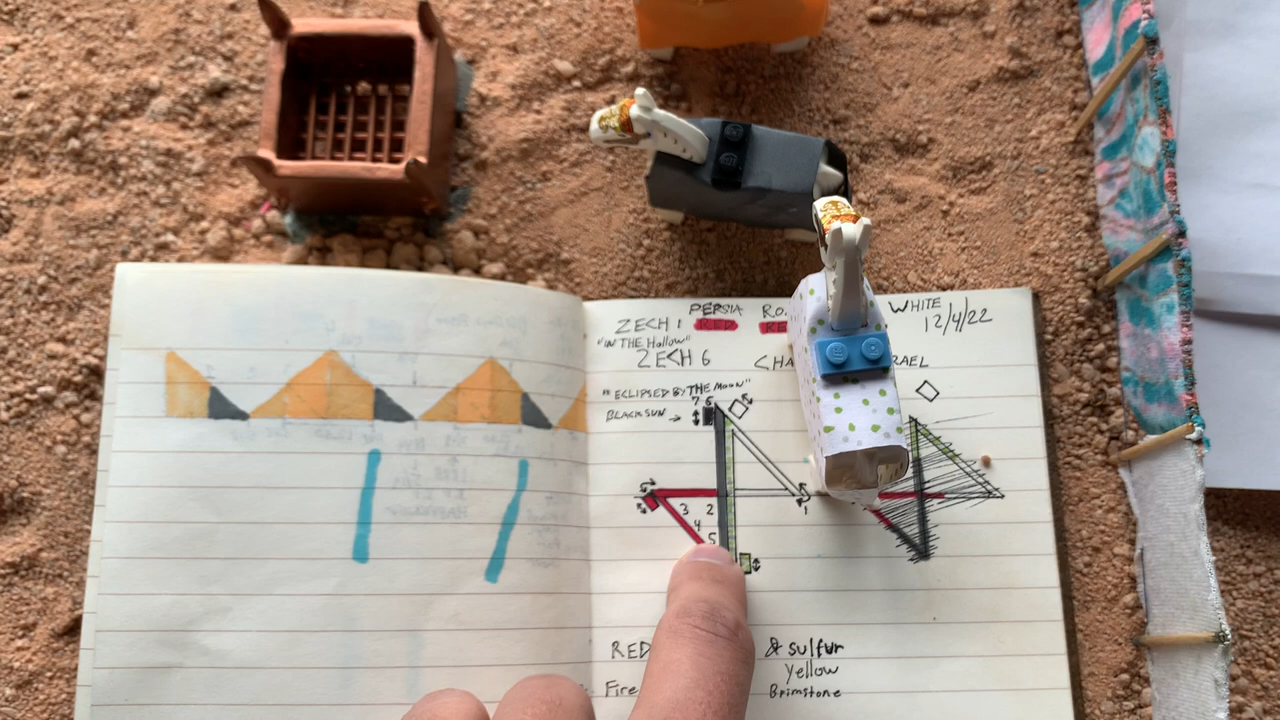 PERSIA RO. WHITE
ZECH 1 RED RE 12/4/22
"IN THE HOLLOW"
ZECH 6 CHA RAEL
"ECLIPSED BY THE MOON"
7 6
BLACK SUN →
3 2 1
4
5
RED & sulfur
Yellow
Fire Brimstone